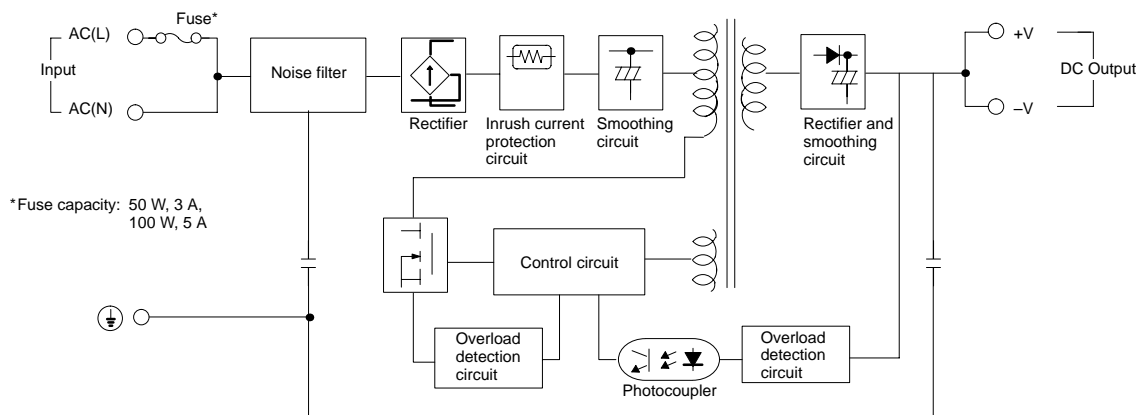 Fuse*
AC(L)
Input
AC(N)
Noise filter
Rectifier
Inrush current
protection
circuit
Smoothing
circuit
Rectifier and
smoothing
circuit
+V
DC Output
–V
*Fuse capacity: 50 W, 3 A,
100 W, 5 A
Control circuit
Overload
detection
circuit
Photocoupler
Overload
detection
circuit